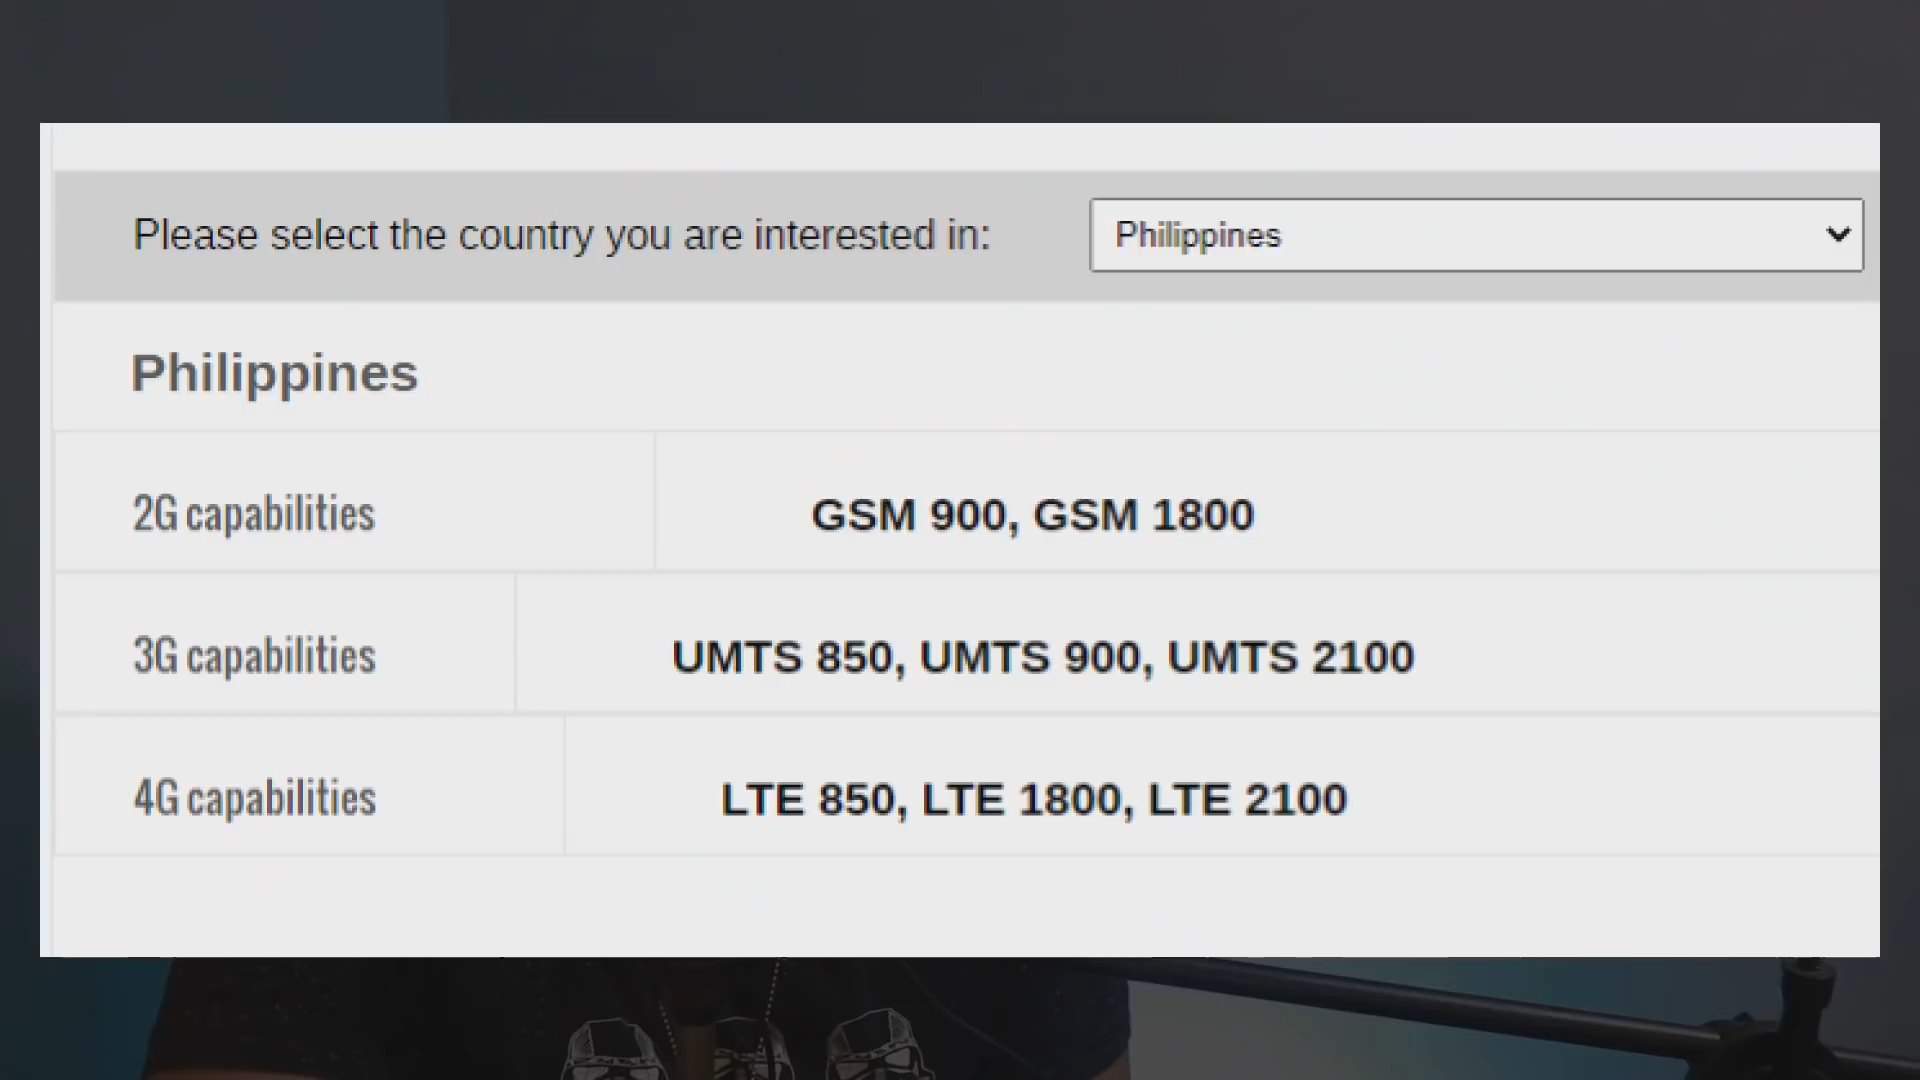 Please select the country you are interested in:
Philippines
Philippines
2G capabilities
GSM 900, GSM 1800
3G capabilities
UMTS 850, UMTS 900, UMTS 2100
4G capabilities
LTE 850, LTE 1800, LTE 2100